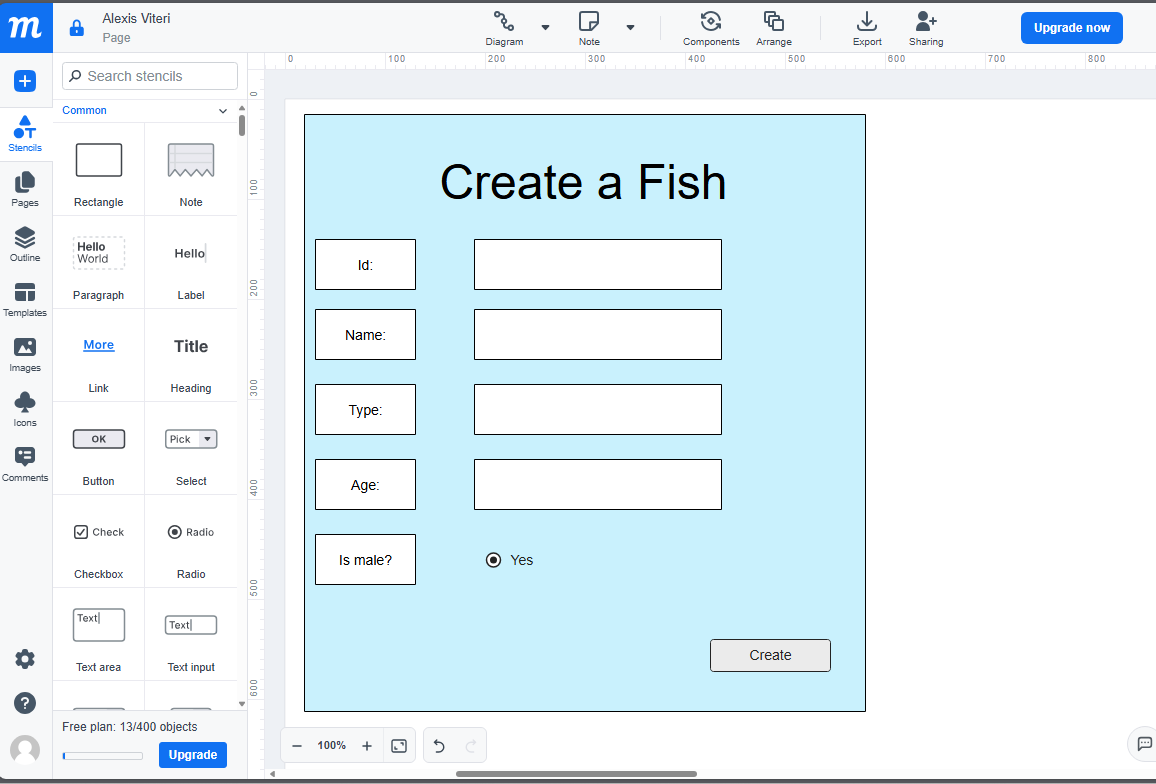 m
Alexis Viteri
Page
Diagram
Note
Components
Arrange
Export
Sharing
Upgrade now
Search stencils
Common
Stencils
Pages
Outline
Templates
Images
Icons
Comments
Rectangle
Note
Hello
World
Hello
Paragraph
Label
More
Title
Link
Heading
OK
Pick
Button
Select
Check
Radio
Checkbox
Radio
Text
Text
Text area
Text input
Free plan: 13/400 objects
Upgrade
0 100 200 300 400 500 600 700 800
0
100
200
300
400
500
600
Create a Fish
Id:
Name:
Type:
Age:
Is male?
Yes
Create
100%
?